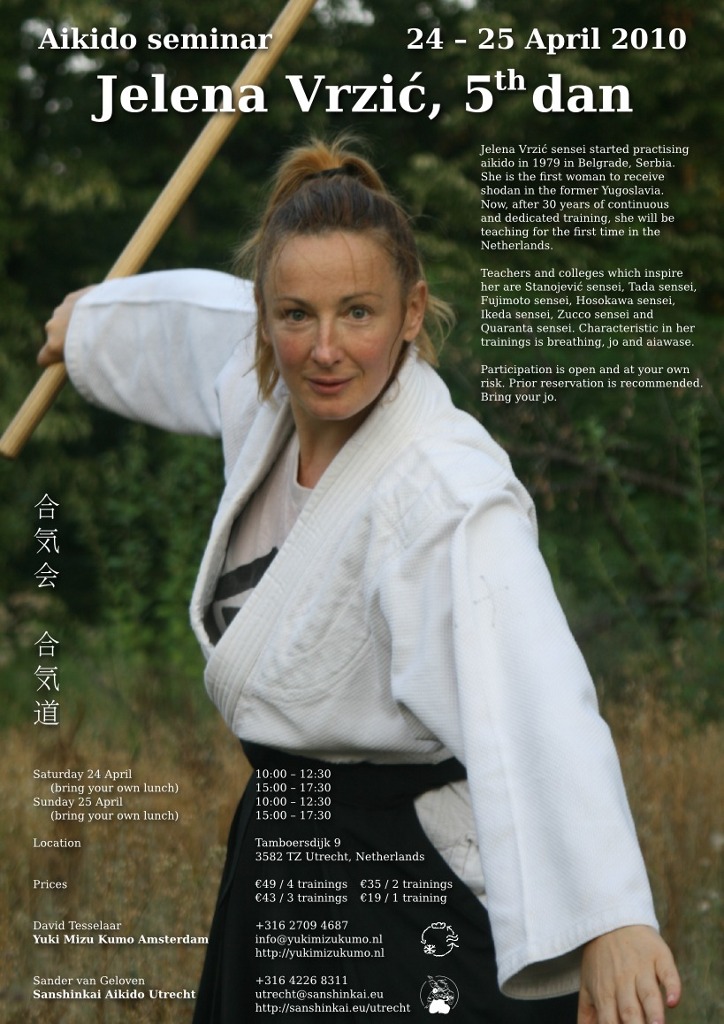 Aikido seminar
24 – 25 April 2010
Jelena Vrzić, 5th dan
Jelena Vrzić sensei started practising
aikido in 1979 in Belgrade, Serbia.
She is the first woman to receive
shodan in the former Yugoslavia.
Now, after 30 years of continuous
and dedicated training, she will be
teaching for the first time in the
Netherlands.
Teachers and colleges which inspire
her are Stanojević sensei, Tada sensei,
Fujimoto sensei, Hosokawa sensei,
Ikeda sensei, Zucco sensei and
Quaranta sensei. Characteristic in her
trainings is breathing, jo and aiawase.
Participation is open and at your own
risk. Prior reservation is recommended.
Bring your jo.
合気会
合気道
Saturday 24 April 10:00 – 12:30
(bring your own lunch) 15:00 – 17:30
Sunday 25 April 10:00 – 12:30
(bring your own lunch) 15:00 – 17:30
Location Tamboersdijk 9
3582 TZ Utrecht, Netherlands
Prices €49 / 4 trainings €35 / 2 trainings
€43 / 3 trainings €19 / 1 training
David Tesselaar +316 2709 4687
Yuki Mizu Kumo Amsterdam info@yukimizukumo.nl
http://yukimizukumo.nl
Sander van Geloven +316 4226 8311
Sanshinkai Aikido Utrecht utrecht@sanshinkai.eu
http://sanshinkai.eu/utrecht